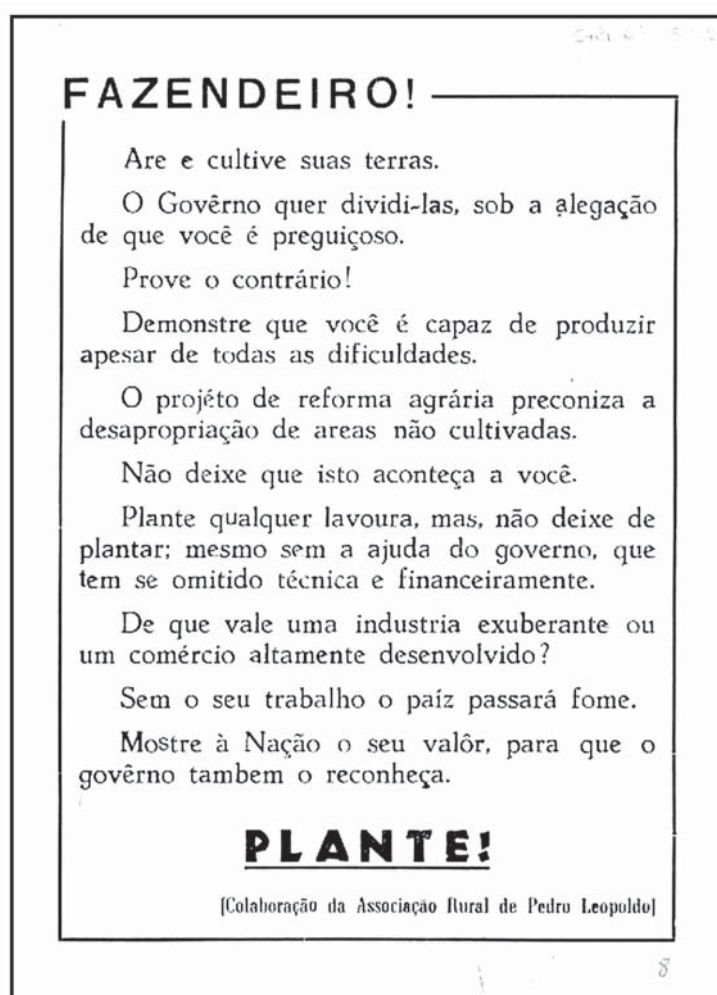 FAZENDEIRO!
Are e cultive suas terras.
O Govêrno quer dividi-las, sob a alegação
de que você é preguiçoso.
Prove o contrário!
Demonstre que você é capaz de produzir
apesar de todas as dificuldades.
O projéto de reforma agrária preconiza a
desapropriação de areas não cultivadas.
Não deixe que isto aconteça a você.
Plante qualquer lavoura, mas, não deixe de
plantar; mesmo sem a ajuda do governo, que
tem se omitido técnica e financeiramente.
De que vale uma industria exuberante ou
um comércio altamente desenvolvido?
Sem o seu trabalho o paíz passará fome.
Mostre à Nação o seu valôr, para que o
govêrno tambem o reconheça.
PLANTE!
(Colaboração da Associação Rural de Pedro Leopoldo)
8